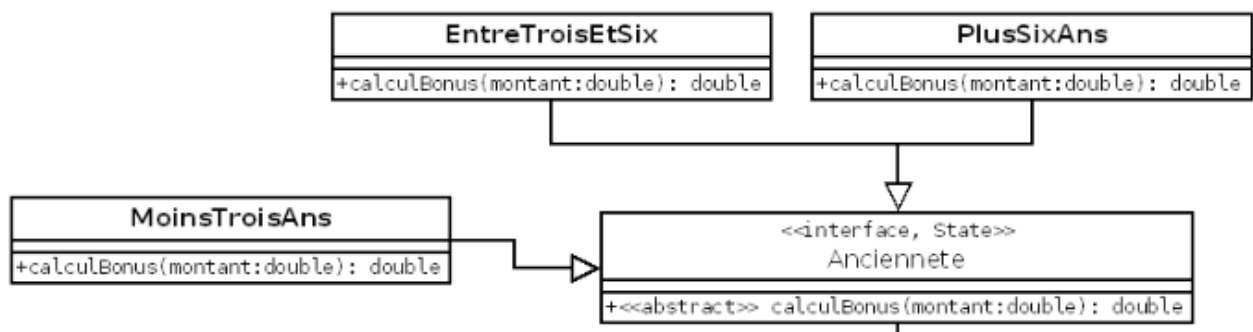 EntreTroisEtSix
+calculBonus(montant:double): double
PlusSixAns
+calculBonus(montant:double): double
MoinsTroisAns
+calculBonus(montant:double): double
<<interface, State>>
Anciennete
+<<abstract>> calculBonus(montant:double): double